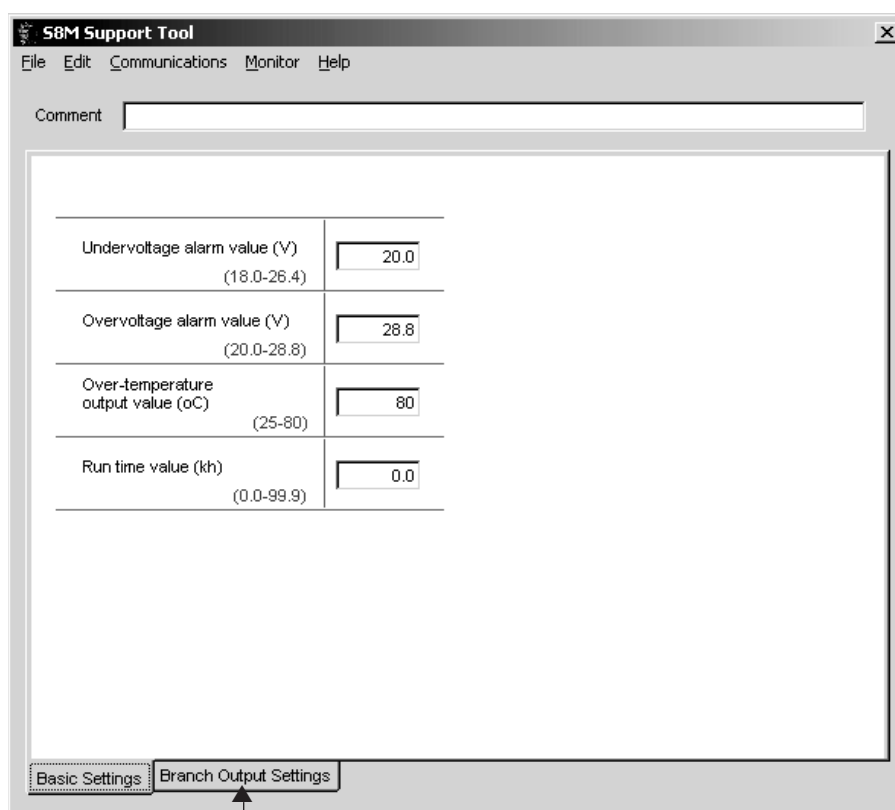 S8M Support Tool
File Edit Communications Monitor Help
Comment
Undervoltage alarm value (V)
(18.0-26.4)
20.0
Overvoltage alarm value (V)
(20.0-28.8)
28.8
Over-temperature
output value (oC)
(25-80)
80
Run time value (kh)
(0.0-99.9)
0.0
Basic Settings Branch Output Settings